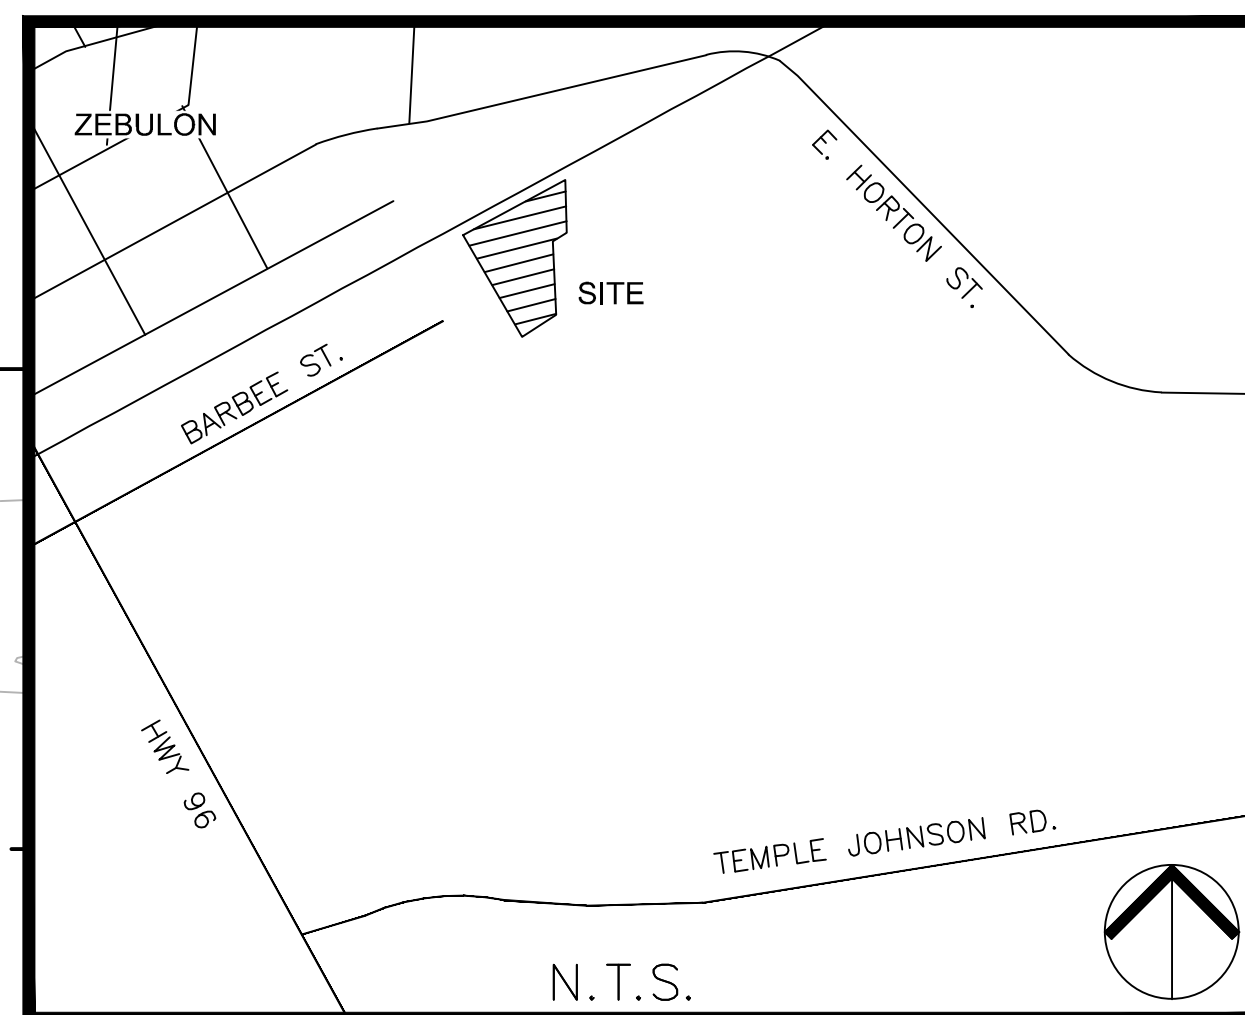 ZEBULON
E. HORTON ST.
SITE
BARBEE ST.
HWY 96
TEMPLE JOHNSON RD.
N.T.S.